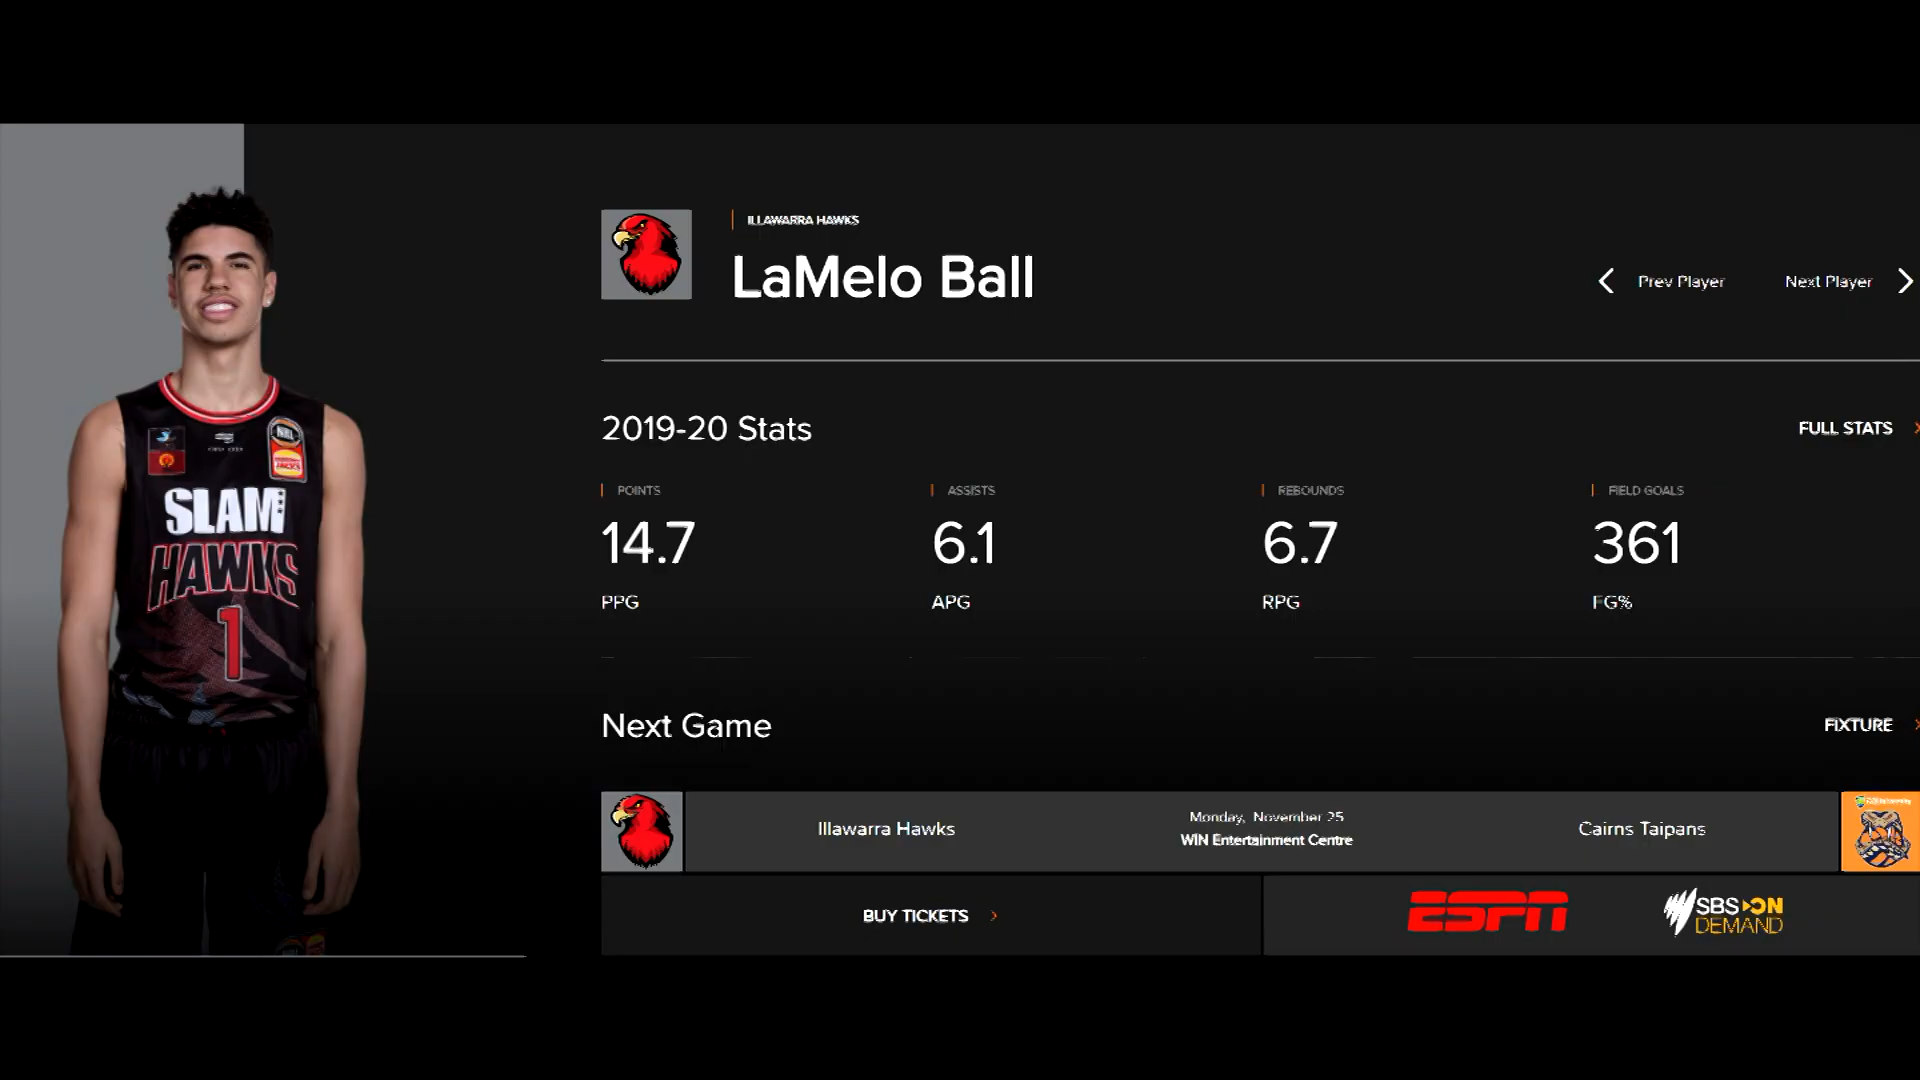 ILLAWARRA HAWKS
LaMelo Ball
Prev Player
Next Player
2019-20 Stats
FULL STATS
POINTS
ASSISTS
REBOUNDS
FIELD GOALS
14.7
6.1
6.7
361
PPG
APG
RPG
FG%
NBL
JACKS
SLAM
HAWKS
1
Next Game
FIXTURE
Illawarra Hawks
Monday, November 25
WIN Entertainment Centre
Cairns Taipans
BUY TICKETS
ESPN
SBS ON
DEMAND